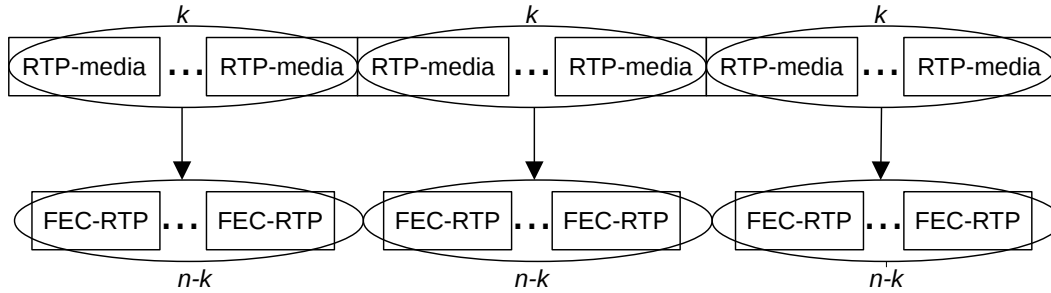 k k k
RTP-media ... RTP-media RTP-media ... RTP-media RTP-media ... RTP-media
FEC-RTP ... FEC-RTP FEC-RTP ... FEC-RTP FEC-RTP ... FEC-RTP
n-k n-k n-k